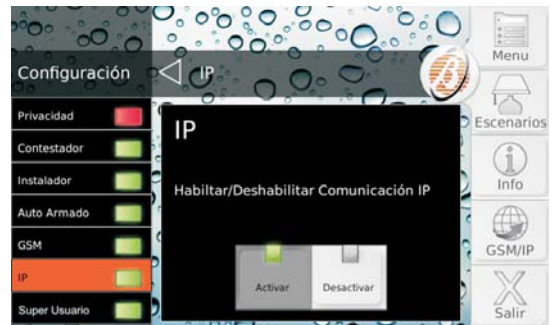 Configuración
IP
Privacidad
Contestador
Instalador
Auto Armado
GSM
IP
Super Usuario
IP
Habiltar/Deshabilitar Comunicación IP
Activar
Desactivar
Menu
Escenarios
Info
GSM/IP
Salir